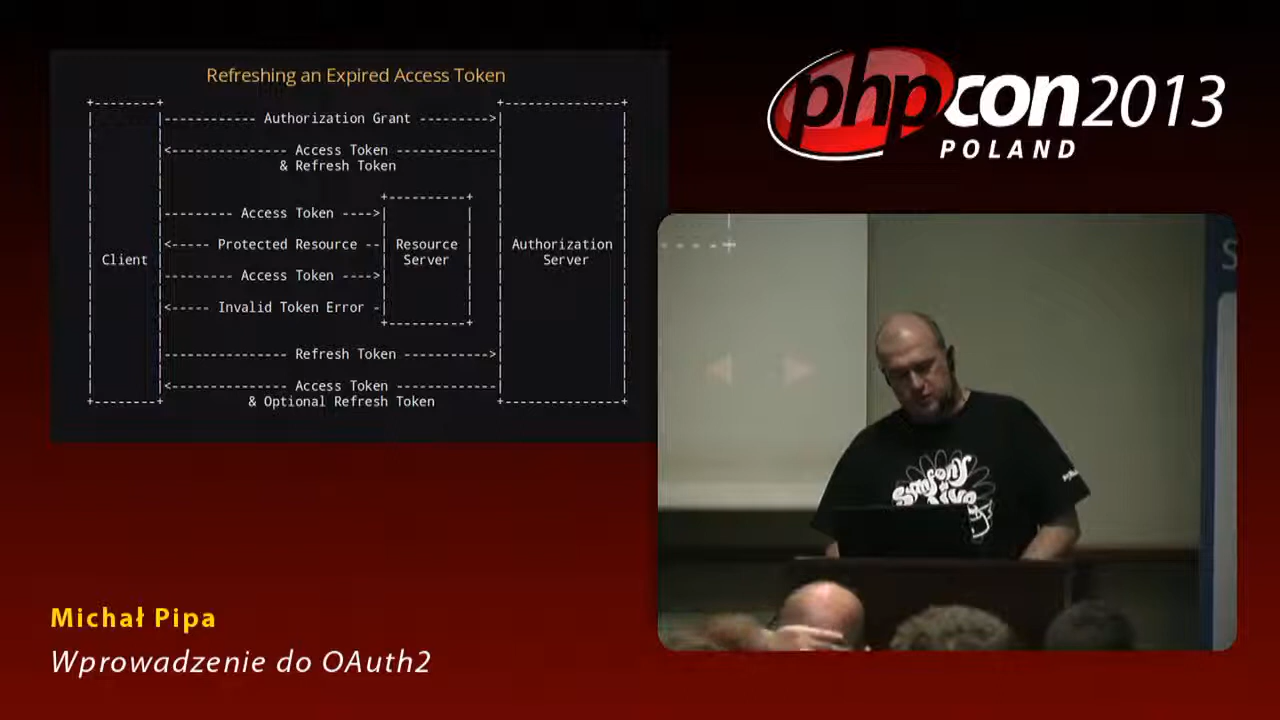 Refreshing an Expired Access Token
Authorization Grant
Access Token
& Refresh Token
Access Token
Protected Resource
Resource
Server
Authorization
Server
Client
Access Token
Invalid Token Error
Refresh Token
Access Token
& Optional Refresh Token
phpcon2013
POLAND
S
Symfony
Live
Michał Pipa
Wprowadzenie do OAuth2